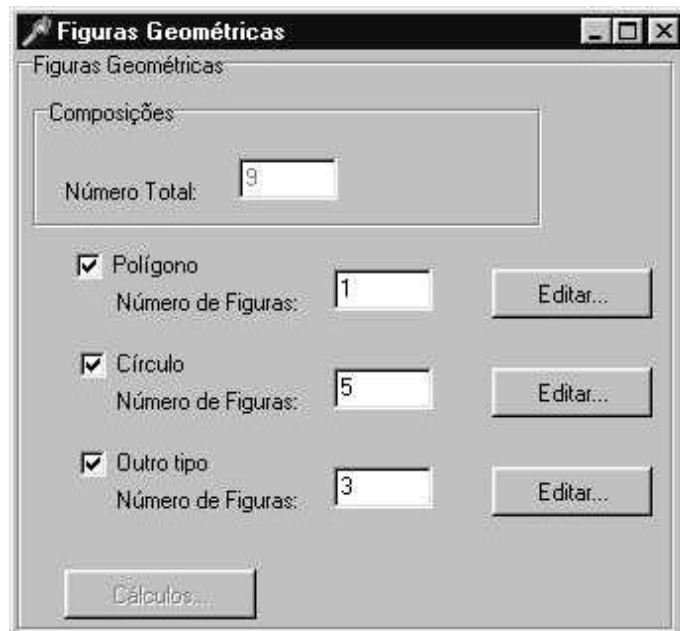 Figuras Geométricas
Figuras Geométricas
Composições
Número Total: 9
Polígono
Número de Figuras: 1 Editar...
Círculo
Número de Figuras: 5 Editar...
Outro tipo
Número de Figuras: 3 Editar...
Cálculos...